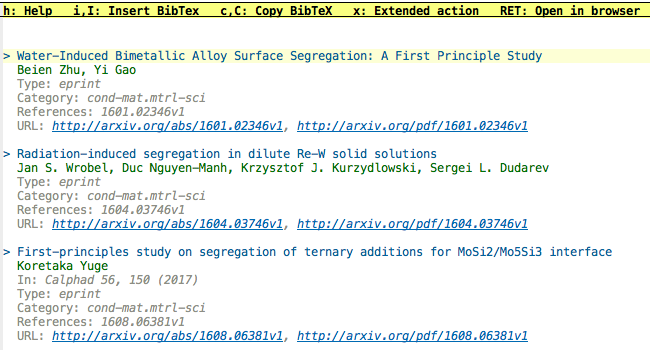 h: Help   i,I: Insert BibTex   c,C: Copy BibTeX   x: Extended action   RET: Open in browser
> Water-Induced Bimetallic Alloy Surface Segregation: A First Principle Study
Beien Zhu, Yi Gao
Type: eprint
Category: cond-mat.mtrl-sci
References: 1601.02346v1
URL: http://arxiv.org/abs/1601.02346v1, http://arxiv.org/pdf/1601.02346v1
> Radiation-induced segregation in dilute Re-W solid solutions
Jan S. Wrobel, Duc Nguyen-Manh, Krzysztof J. Kurzydlowski, Sergei L. Dudarev
Type: eprint
Category: cond-mat.mtrl-sci
References: 1604.03746v1
URL: http://arxiv.org/abs/1604.03746v1, http://arxiv.org/pdf/1604.03746v1
> First-principles study on segregation of ternary additions for MoSi2/Mo5Si3 interface
Koretaka Yuge
In: Calphad 56, 150 (2017)
Type: eprint
Category: cond-mat.mtrl-sci
References: 1608.06381v1
URL: http://arxiv.org/abs/1608.06381v1, http://arxiv.org/pdf/1608.06381v1